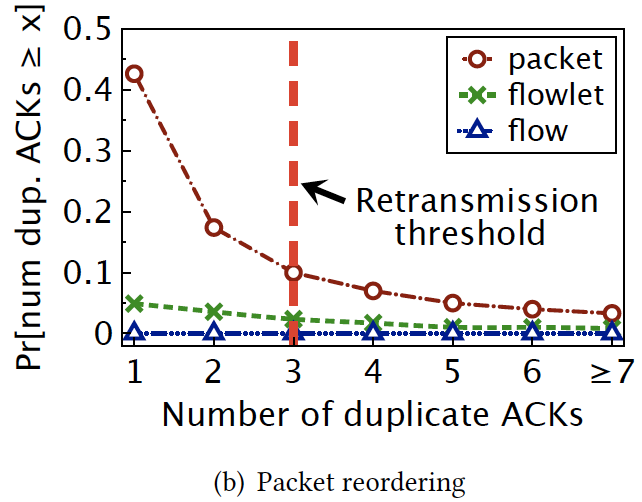 Pr[num dup. ACKs ≥ x]
0.5
0.4
0.3
0.2
0.1
0
packet
flowlet
flow
Retransmission
threshold
1 2 3 4 5 6 ≥7
Number of duplicate ACKs
(b) Packet reordering